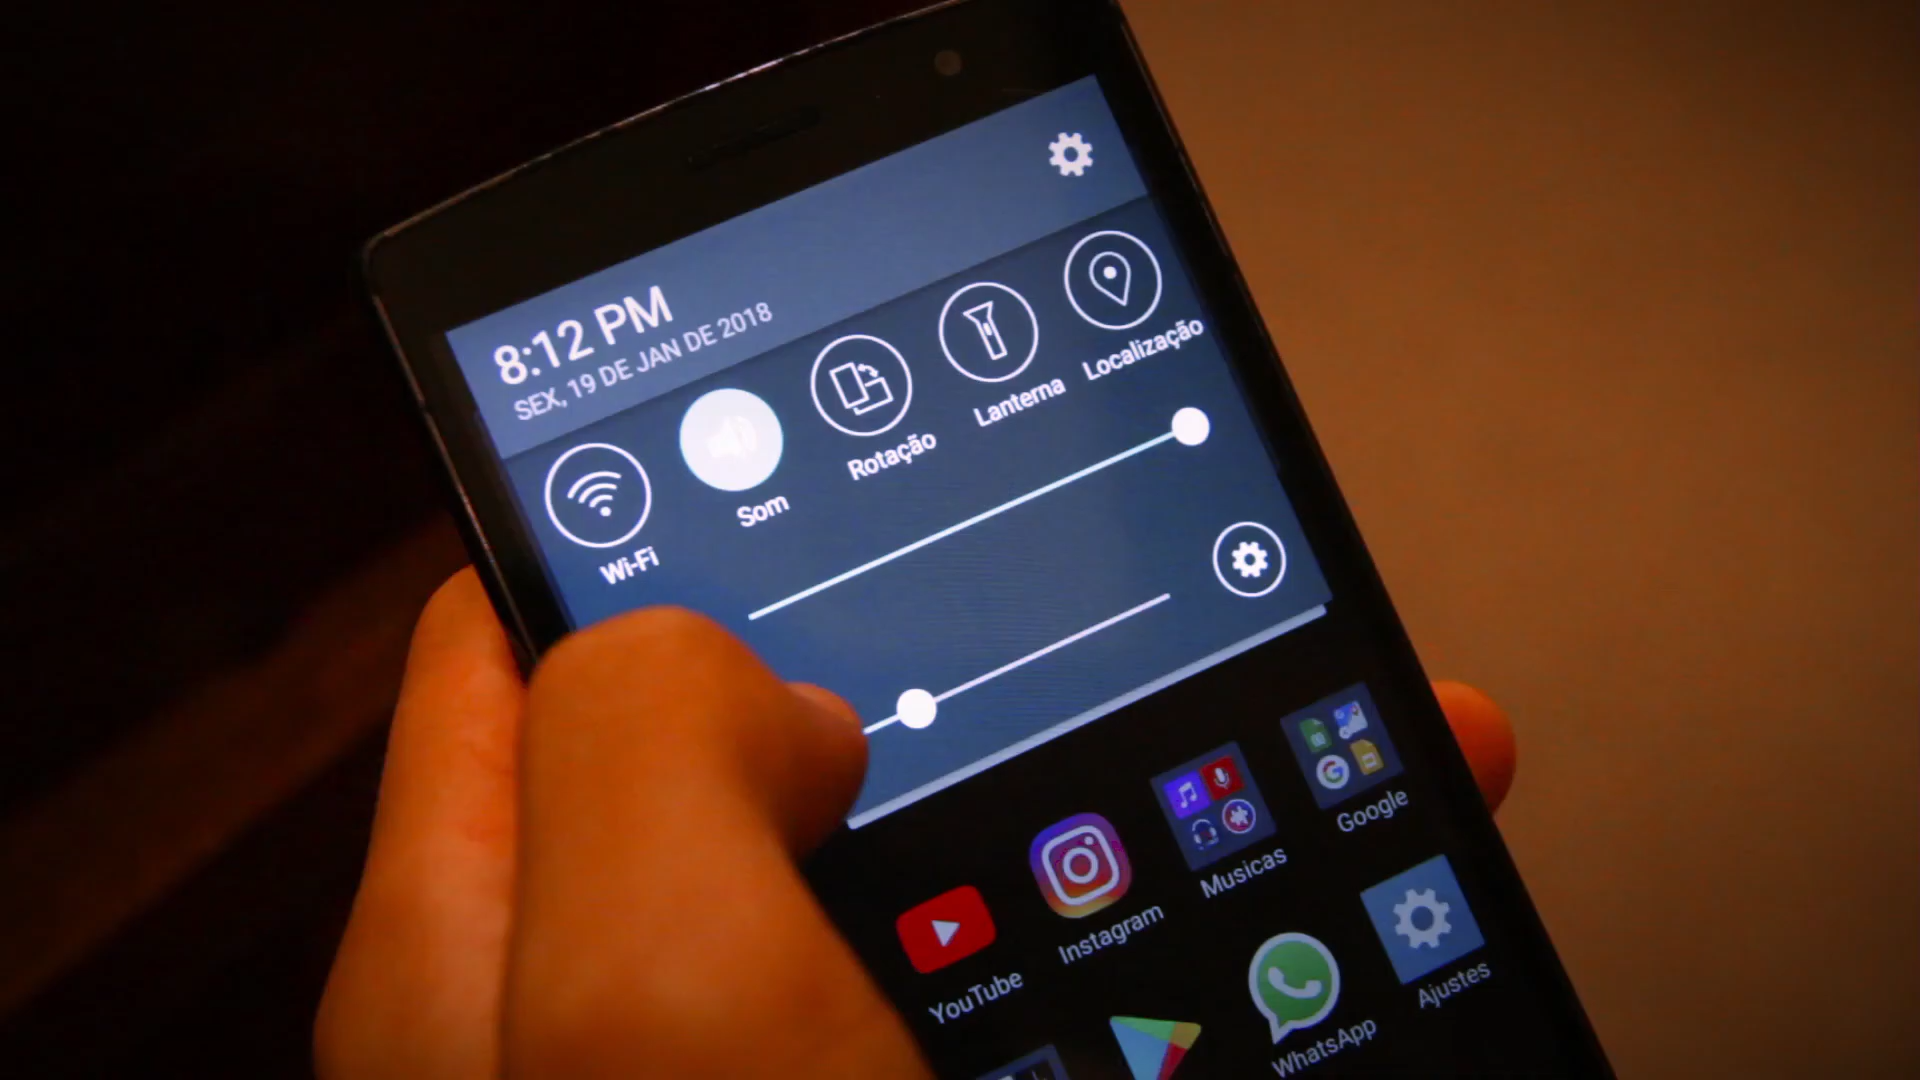 8:12 PM
SEX, 19 DE JAN DE 2018
Wi-Fi
Som
Rotação
Lanterna
Localização
YouTube
Instagram
Musicas
Google
WhatsApp
Ajustes